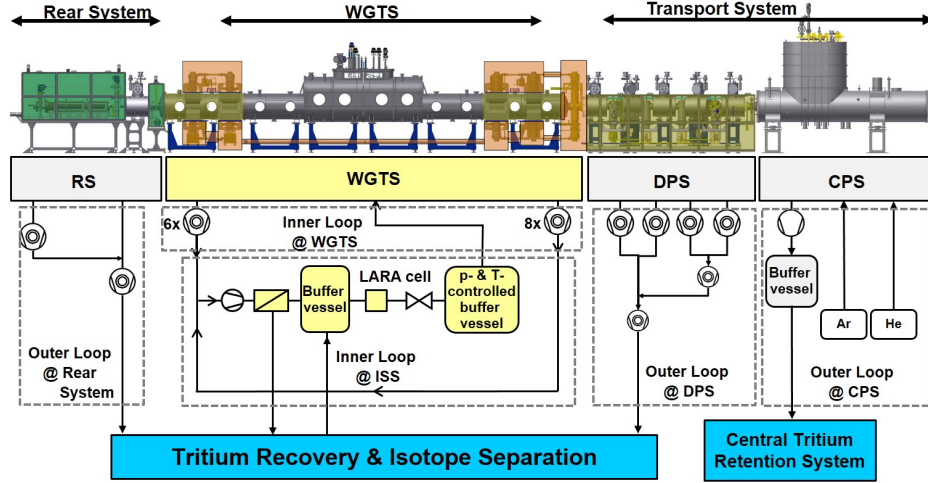 Rear System
WGTS
Transport System
RS
WGTS
DPS
CPS
6x
Inner Loop
@ WGTS
8x
Buffer
vessel
LARA cell
p- & T-
controlled
buffer
vessel
Buffer
vessel
Ar
He
Outer Loop
@ Rear
System
Inner Loop
@ ISS
Outer Loop
@ DPS
Outer Loop
@ CPS
Tritium Recovery & Isotope Separation
Central Tritium
Retention System